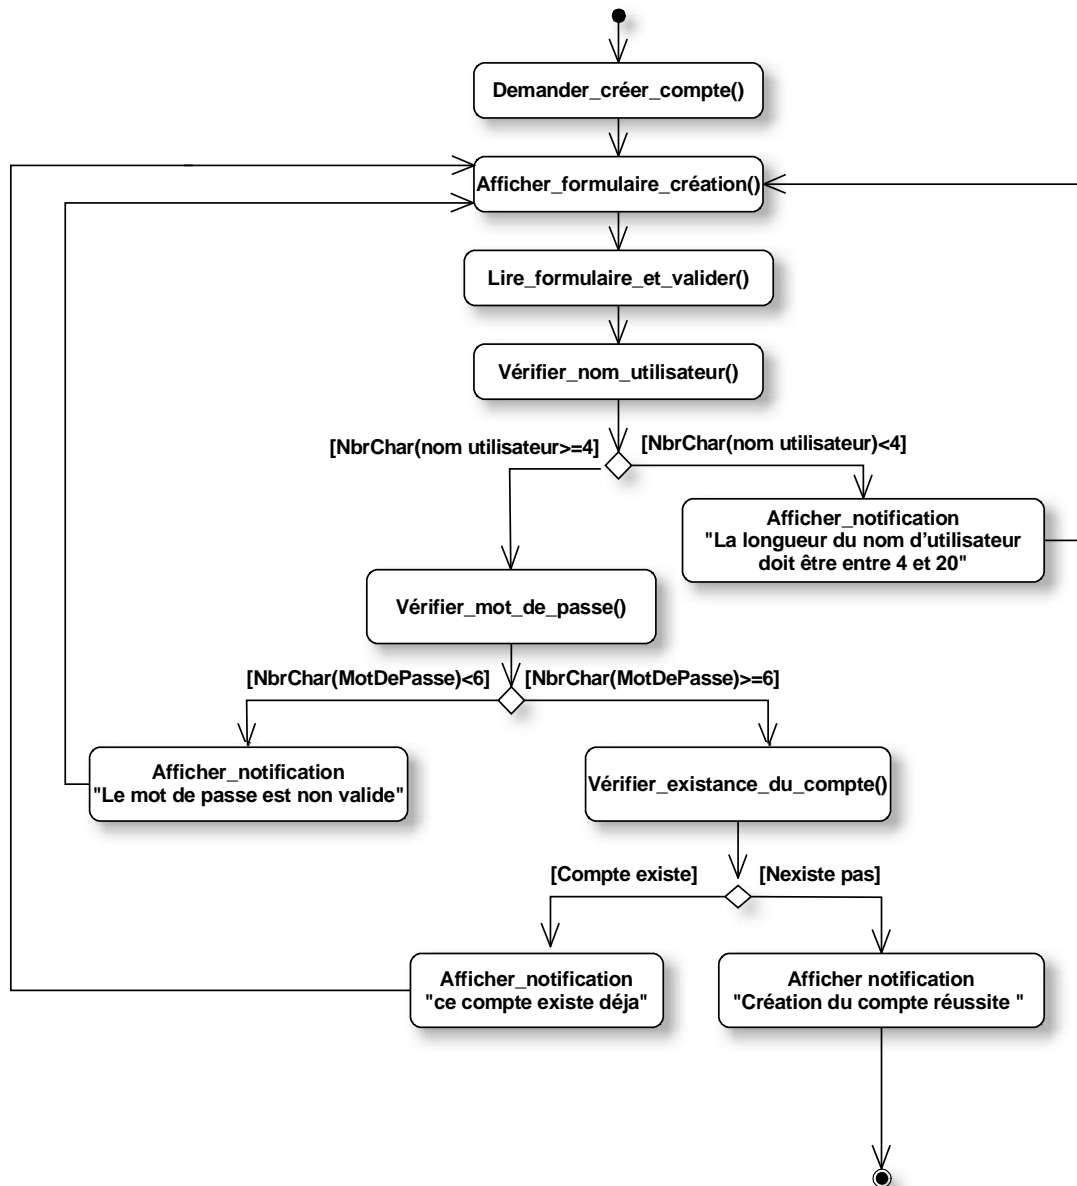 Demander_créer_compte()
Afficher_formulaire_création()
Lire_formulaire_et_valider()
Vérifier_nom_utilisateur()
[NbrChar(nom utilisateur>=4]
[NbrChar(nom utilisateur)<4]
Afficher_notification
"La longueur du nom d'utilisateur
doit être entre 4 et 20"
Vérifier_mot_de_passe()
[NbrChar(MotDePasse)<6]
[NbrChar(MotDePasse)>=6]
Afficher_notification
"Le mot de passe est non valide"
Vérifier_existance_du_compte()
[Compte existe]
[Nexiste pas]
Afficher_notification
"ce compte existe déja"
Afficher notification
"Création du compte réussite "